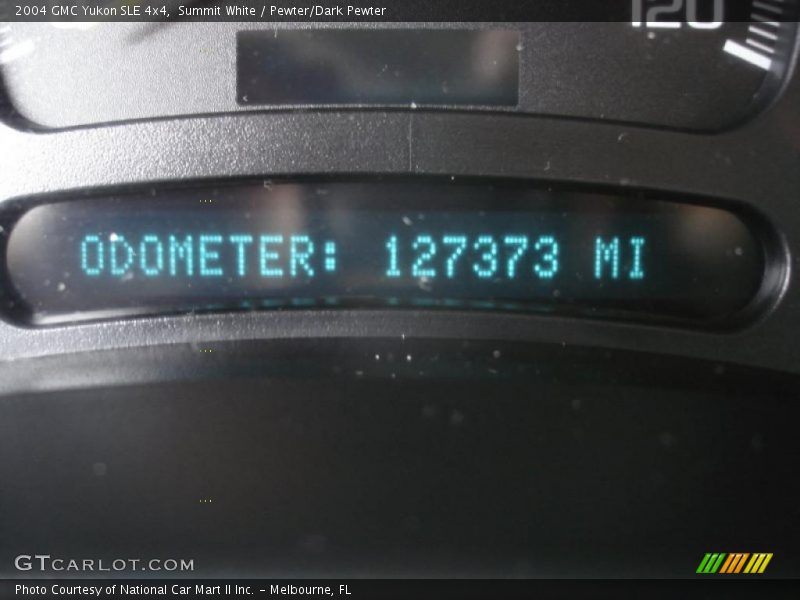 2004 GMC Yukon SLE 4x4,  Summit White / Pewter/Dark Pewter
120
ODOMETER: 127373 MI
GTCARLOT.COM
Photo Courtesy of National Car Mart II Inc. – Melbourne, FL